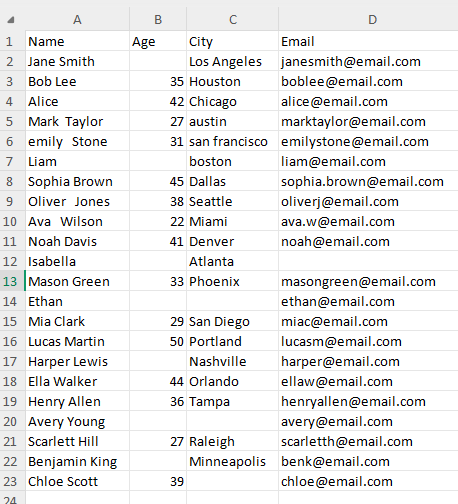 A B C D
1 Name Age City Email
2 Jane Smith Los Angeles janesmith@email.com
3 Bob Lee 35 Houston boblee@email.com
4 Alice 42 Chicago alice@email.com
5 Mark  Taylor 27 austin marktaylor@email.com
6 emily   Stone 31 san francisco emilystone@email.com
7 Liam boston liam@email.com
8 Sophia Brown 45 Dallas sophia.brown@email.com
9 Oliver   Jones 38 Seattle oliverj@email.com
10 Ava   Wilson 22 Miami ava.w@email.com
11 Noah Davis 41 Denver noah@email.com
12 Isabella Atlanta
13 Mason Green 33 Phoenix masongreen@email.com
14 Ethan ethan@email.com
15 Mia Clark 29 San Diego miac@email.com
16 Lucas Martin 50 Portland lucasm@email.com
17 Harper Lewis Nashville harper@email.com
18 Ella Walker 44 Orlando ellaw@email.com
19 Henry Allen 36 Tampa henryallen@email.com
20 Avery Young avery@email.com
21 Scarlett Hill 27 Raleigh scarletth@email.com
22 Benjamin King Minneapolis benk@email.com
23 Chloe Scott 39 chloe@email.com
24